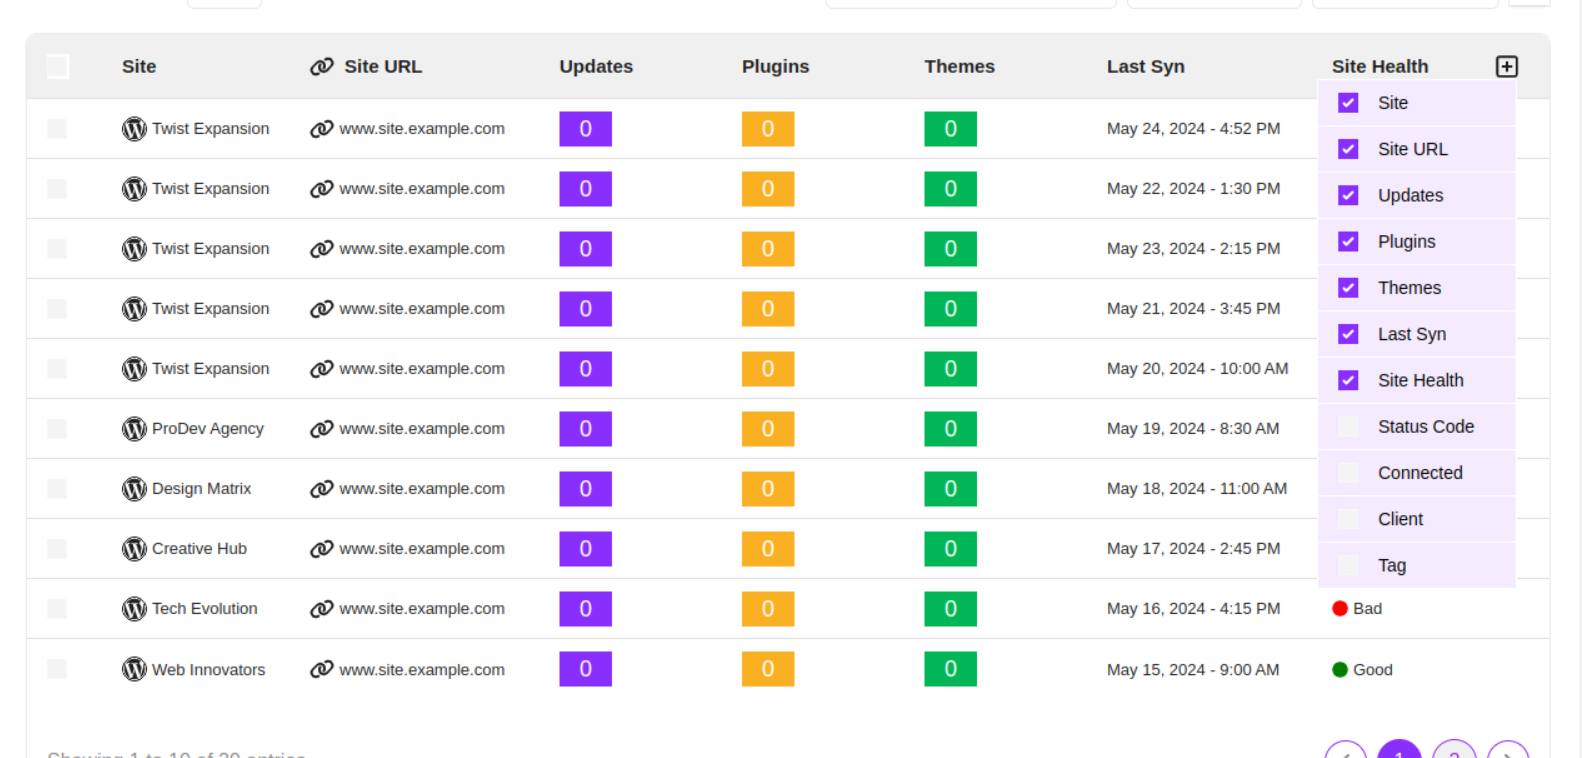 Site Site URL Updates Plugins Themes Last Syn Site Health
Twist Expansion www.site.example.com 0 0 0 May 24, 2024 - 4:52 PM
Twist Expansion www.site.example.com 0 0 0 May 22, 2024 - 1:30 PM
Twist Expansion www.site.example.com 0 0 0 May 23, 2024 - 2:15 PM
Twist Expansion www.site.example.com 0 0 0 May 21, 2024 - 3:45 PM
Twist Expansion www.site.example.com 0 0 0 May 20, 2024 - 10:00 AM
ProDev Agency www.site.example.com 0 0 0 May 19, 2024 - 8:30 AM
Design Matrix www.site.example.com 0 0 0 May 18, 2024 - 11:00 AM
Creative Hub www.site.example.com 0 0 0 May 17, 2024 - 2:45 PM
Tech Evolution www.site.example.com 0 0 0 May 16, 2024 - 4:15 PM Bad
Web Innovators www.site.example.com 0 0 0 May 15, 2024 - 9:00 AM Good
Site
Site URL
Updates
Plugins
Themes
Last Syn
Site Health
Status Code
Connected
Client
Tag
Showing 1 to 10 of 20 entries
1 2